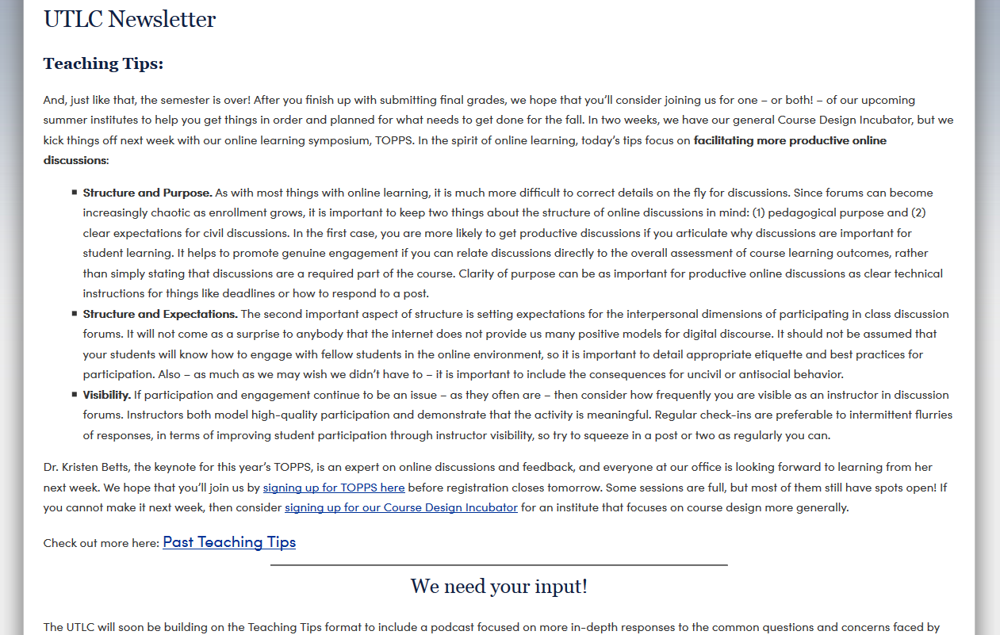 UTLC Newsletter
Teaching Tips:
And, just like that, the semester is over! After you finish up with submitting final grades, we hope that you’ll consider joining us for one – or both! – of our upcoming
summer institutes to help you get things in order and planned for what needs to get done for the fall. In two weeks, we have our general Course Design Incubator, but we
kick things off next week with our online learning symposium, TOPPS. In the spirit of online learning, today’s tips focus on facilitating more productive online
discussions:
▪ Structure and Purpose. As with most things with online learning, it is much more difficult to correct details on the fly for discussions. Since forums can become
increasingly chaotic as enrollment grows, it is important to keep two things about the structure of online discussions in mind: (1) pedagogical purpose and (2)
clear expectations for civil discussions. In the first case, you are more likely to get productive discussions if you articulate why discussions are important for
student learning. It helps to promote genuine engagement if you can relate discussions directly to the overall assessment of course learning outcomes, rather
than simply stating that discussions are a required part of the course. Clarity of purpose can be as important for productive online discussions as clear technical
instructions for things like deadlines or how to respond to a post.
▪ Structure and Expectations. The second important aspect of structure is setting expectations for the interpersonal dimensions of participating in class discussion
forums. It will not come as a surprise to anybody that the internet does not provide us many positive models for digital discourse. It should not be assumed that
your students will know how to engage with fellow students in the online environment, so it is important to detail appropriate etiquette and best practices for
participation. Also – as much as we may wish we didn’t have to – it is important to include the consequences for uncivil or antisocial behavior.
▪ Visibility. If participation and engagement continue to be an issue – as they often are – then consider how frequently you are visible as an instructor in discussion
forums. Instructors both model high-quality participation and demonstrate that the activity is meaningful. Regular check-ins are preferable to intermittent flurries
of responses, in terms of improving student participation through instructor visibility, so try to squeeze in a post or two as regularly you can.
Dr. Kristen Betts, the keynote for this year’s TOPPS, is an expert on online discussions and feedback, and everyone at our office is looking forward to learning from her
next week. We hope that you’ll join us by signing up for TOPPS here before registration closes tomorrow. Some sessions are full, but most of them still have spots open! If
you cannot make it next week, then consider signing up for our Course Design Incubator for an institute that focuses on course design more generally.
Check out more here: Past Teaching Tips
We need your input!
The UTLC will soon be building on the Teaching Tips format to include a podcast focused on more in-depth responses to the common questions and concerns faced by